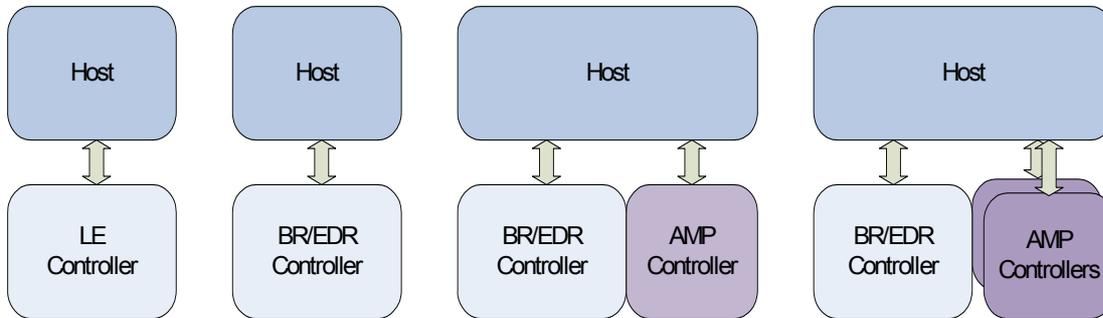 Host
Host
Host
Host
LE
Controller
BR/EDR
Controller
BR/EDR
Controller
AMP
Controller
BR/EDR
Controller
AMP
Controllers